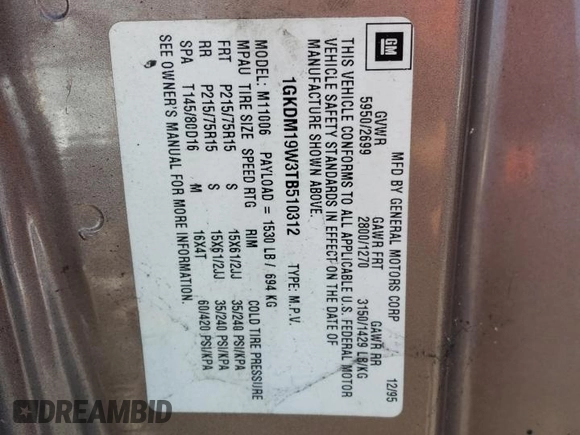 GM
MFD BY GENERAL MOTORS CORP 12/95
GVWR GAWR FRT GAWR RR
5950/2699 2800/1270 3150/1429 LB/KG
THIS VEHICLE CONFORMS TO ALL APPLICABLE U.S. FEDERAL MOTOR
VEHICLE SAFETY STANDARDS IN EFFECT ON THE DATE OF
MANUFACTURE SHOWN ABOVE.
1GKDM19W3TB510312 TYPE: M.P.V.
MODEL: M11006 PAYLOAD = 1530 LB / 694 KG
MPAU TIRE SIZE SPEED RTG RIM COLD TIRE PRESSURE
FRT P215/75R15 S 15X61/2JJ 35/240 PSI/KPA
RR P215/75R15 S 15X61/2JJ 35/240 PSI/KPA
SPA T145/80D16 M 16X4T 60/420 PSI/KPA
SEE OWNER'S MANUAL FOR MORE INFORMATION.
DREAMBID